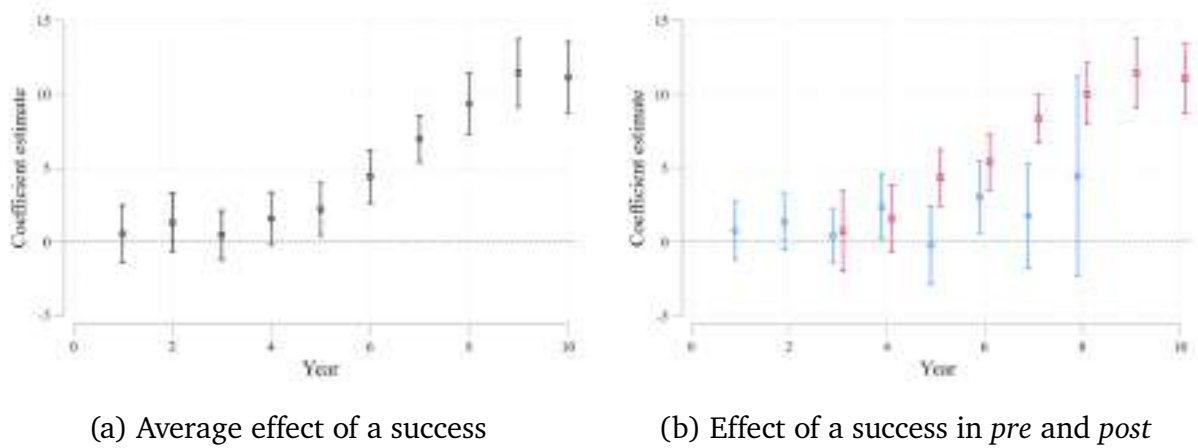 15
10
5
0
-5
Coefficient estimate
0 2 4 6 8 10
Year
15
10
5
0
-5
Coefficient estimate
0 2 4 6 8 10
Year
(a) Average effect of a success
(b) Effect of a success in pre and post